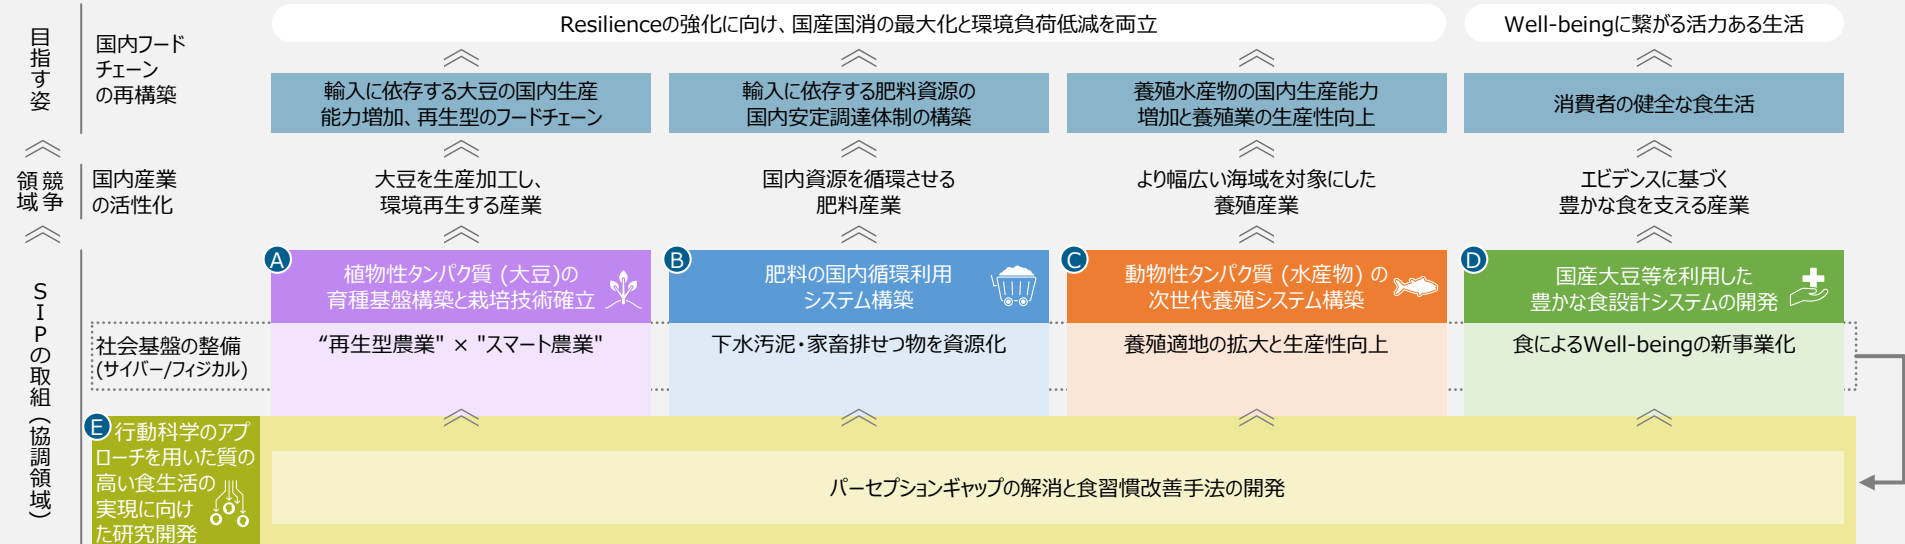 目指す姿
国内フード
チェーン
の再構築
Resilienceの強化に向け、国産国消の最大化と環境負荷低減を両立
Well-beingに繋がる活力ある生活
輸入に依存する大豆の国内生産
能力増加、再生型のフードチェーン
輸入に依存する肥料資源の
国内安定調達体制の構築
養殖水産物の国内生産能力
増加と養殖業の生産性向上
消費者の健全な食生活
競争
領域
国内産業
の活性化
大豆を生産加工し、
環境再生する産業
国内資源を循環させる
肥料産業
より幅広い海域を対象にした
養殖産業
エビデンスに基づく
豊かな食を支える産業
SIPの取組(協調領域)
A
植物性タンパク質 (大豆)の
育種基盤構築と栽培技術確立
B
肥料の国内循環利用
システム構築
C
動物性タンパク質 (水産物) の
次世代養殖システム構築
D
国産大豆等を利用した
豊かな食設計システムの開発
社会基盤の整備
(サイバー/フィジカル)
“再生型農業" × "スマート農業"
下水汚泥・家畜排せつ物を資源化
養殖適地の拡大と生産性向上
食によるWell-beingの新事業化
E
行動科学のアプ
ローチを用いた質の
高い食生活の
実現に向け
た研究開発
パーセプションギャップの解消と食習慣改善手法の開発